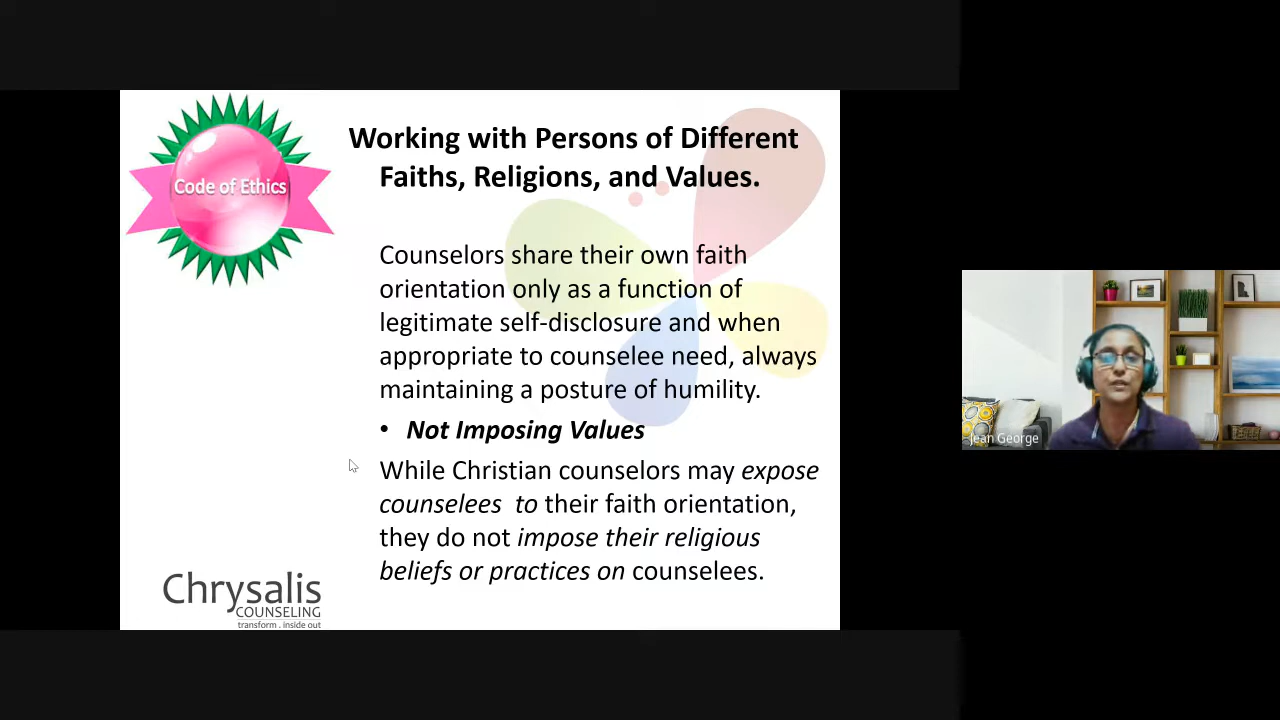 Code of Ethics
Working with Persons of Different
Faiths, Religions, and Values.
Counselors share their own faith
orientation only as a function of
legitimate self-disclosure and when
appropriate to counselee need, always
maintaining a posture of humility.
• Not Imposing Values
While Christian counselors may expose
counselees  to their faith orientation,
they do not impose their religious
beliefs or practices on counselees.
Chrysalis
COUNSELING
transform . inside out
Jean George